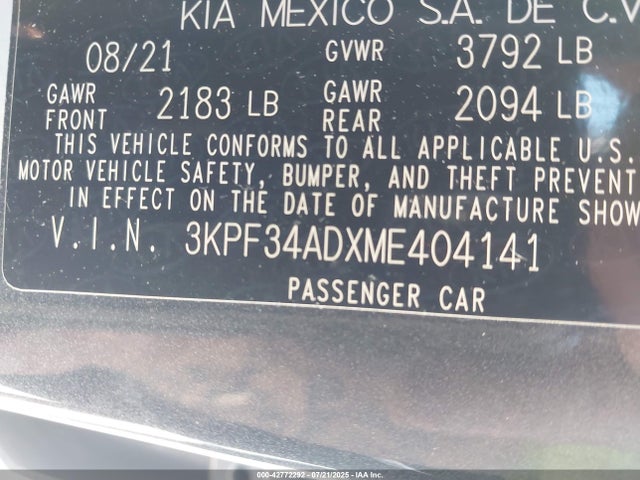 KIA MEXICO S.A. DE C.V
08/21 GVWR 3792 LB
GAWR FRONT 2183 LB GAWR REAR 2094 LB
THIS VEHICLE CONFORMS TO ALL APPLICABLE U.S.
MOTOR VEHICLE SAFETY, BUMPER, AND THEFT PREVENT
IN EFFECT ON THE DATE OF MANUFACTURE SHOW
V.I.N. 3KPF34ADXME404141
PASSENGER CAR
000-42772292 - 07/21/2025 - IAA Inc.